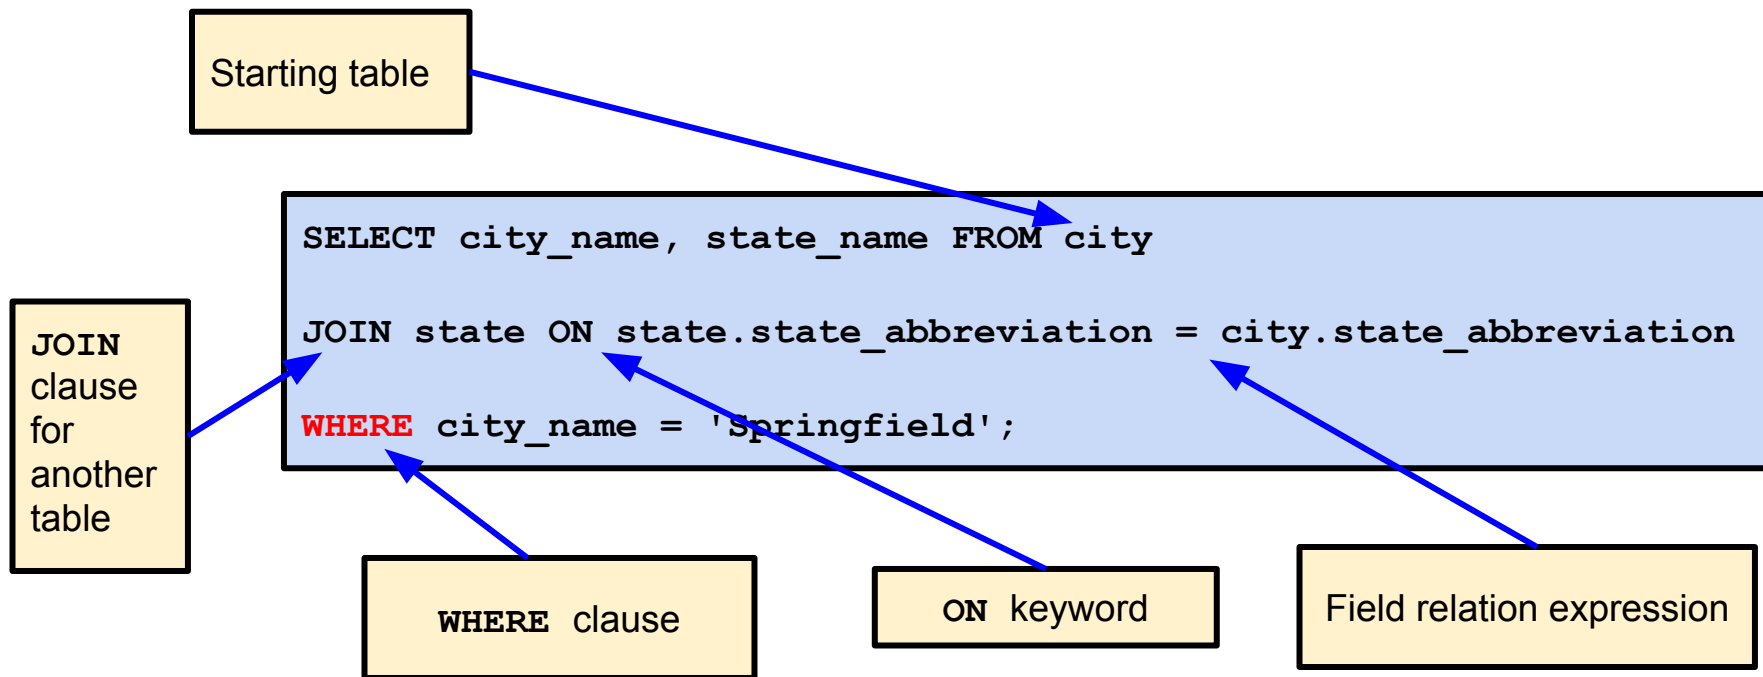 Starting table
SELECT city_name, state_name FROM city
JOIN state ON state.state_abbreviation = city.state_abbreviation
WHERE city_name = 'Springfield';
JOIN
clause
for
another
table
WHERE clause
ON keyword
Field relation expression